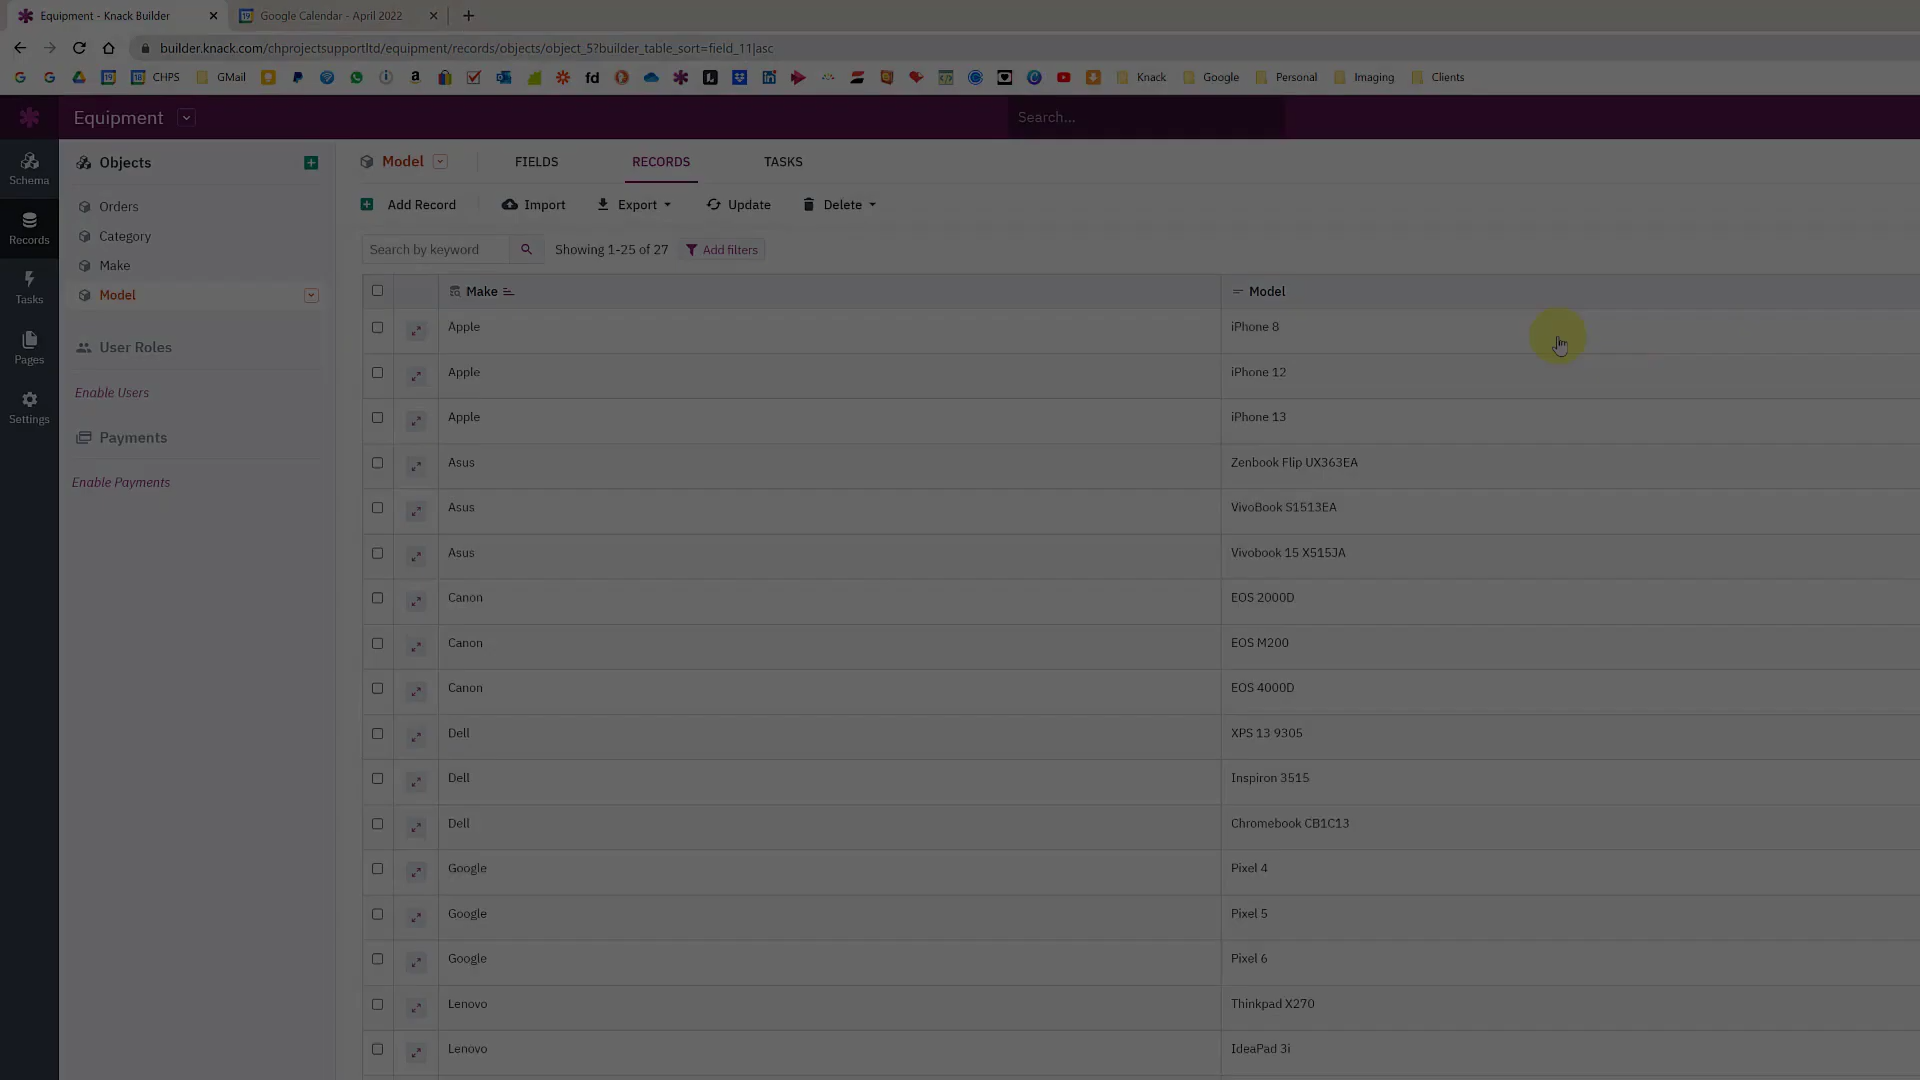 Equipment - Knack Builder
Google Calendar - April 2022
builder.knack.com/chprojectsupportltd/equipment/records/objects/object_5?builder_table_sort=field_11|asc
CHPS GMail fd Knack Google Personal Imaging Clients
Equipment
Search...
Schema
Records
Tasks
Pages
Settings
Objects
Orders
Category
Make
Model
User Roles
Enable Users
Payments
Enable Payments
Model FIELDS RECORDS TASKS
Add Record Import Export Update Delete
Search by keyword Showing 1-25 of 27 Add filters
Make Model
Apple iPhone 8
Apple iPhone 12
Apple iPhone 13
Asus Zenbook Flip UX363EA
Asus VivoBook S1513EA
Asus Vivobook 15 X515JA
Canon EOS 2000D
Canon EOS M200
Canon EOS 4000D
Dell XPS 13 9305
Dell Inspiron 3515
Dell Chromebook CB1C13
Google Pixel 4
Google Pixel 5
Google Pixel 6
Lenovo Thinkpad X270
Lenovo IdeaPad 3i